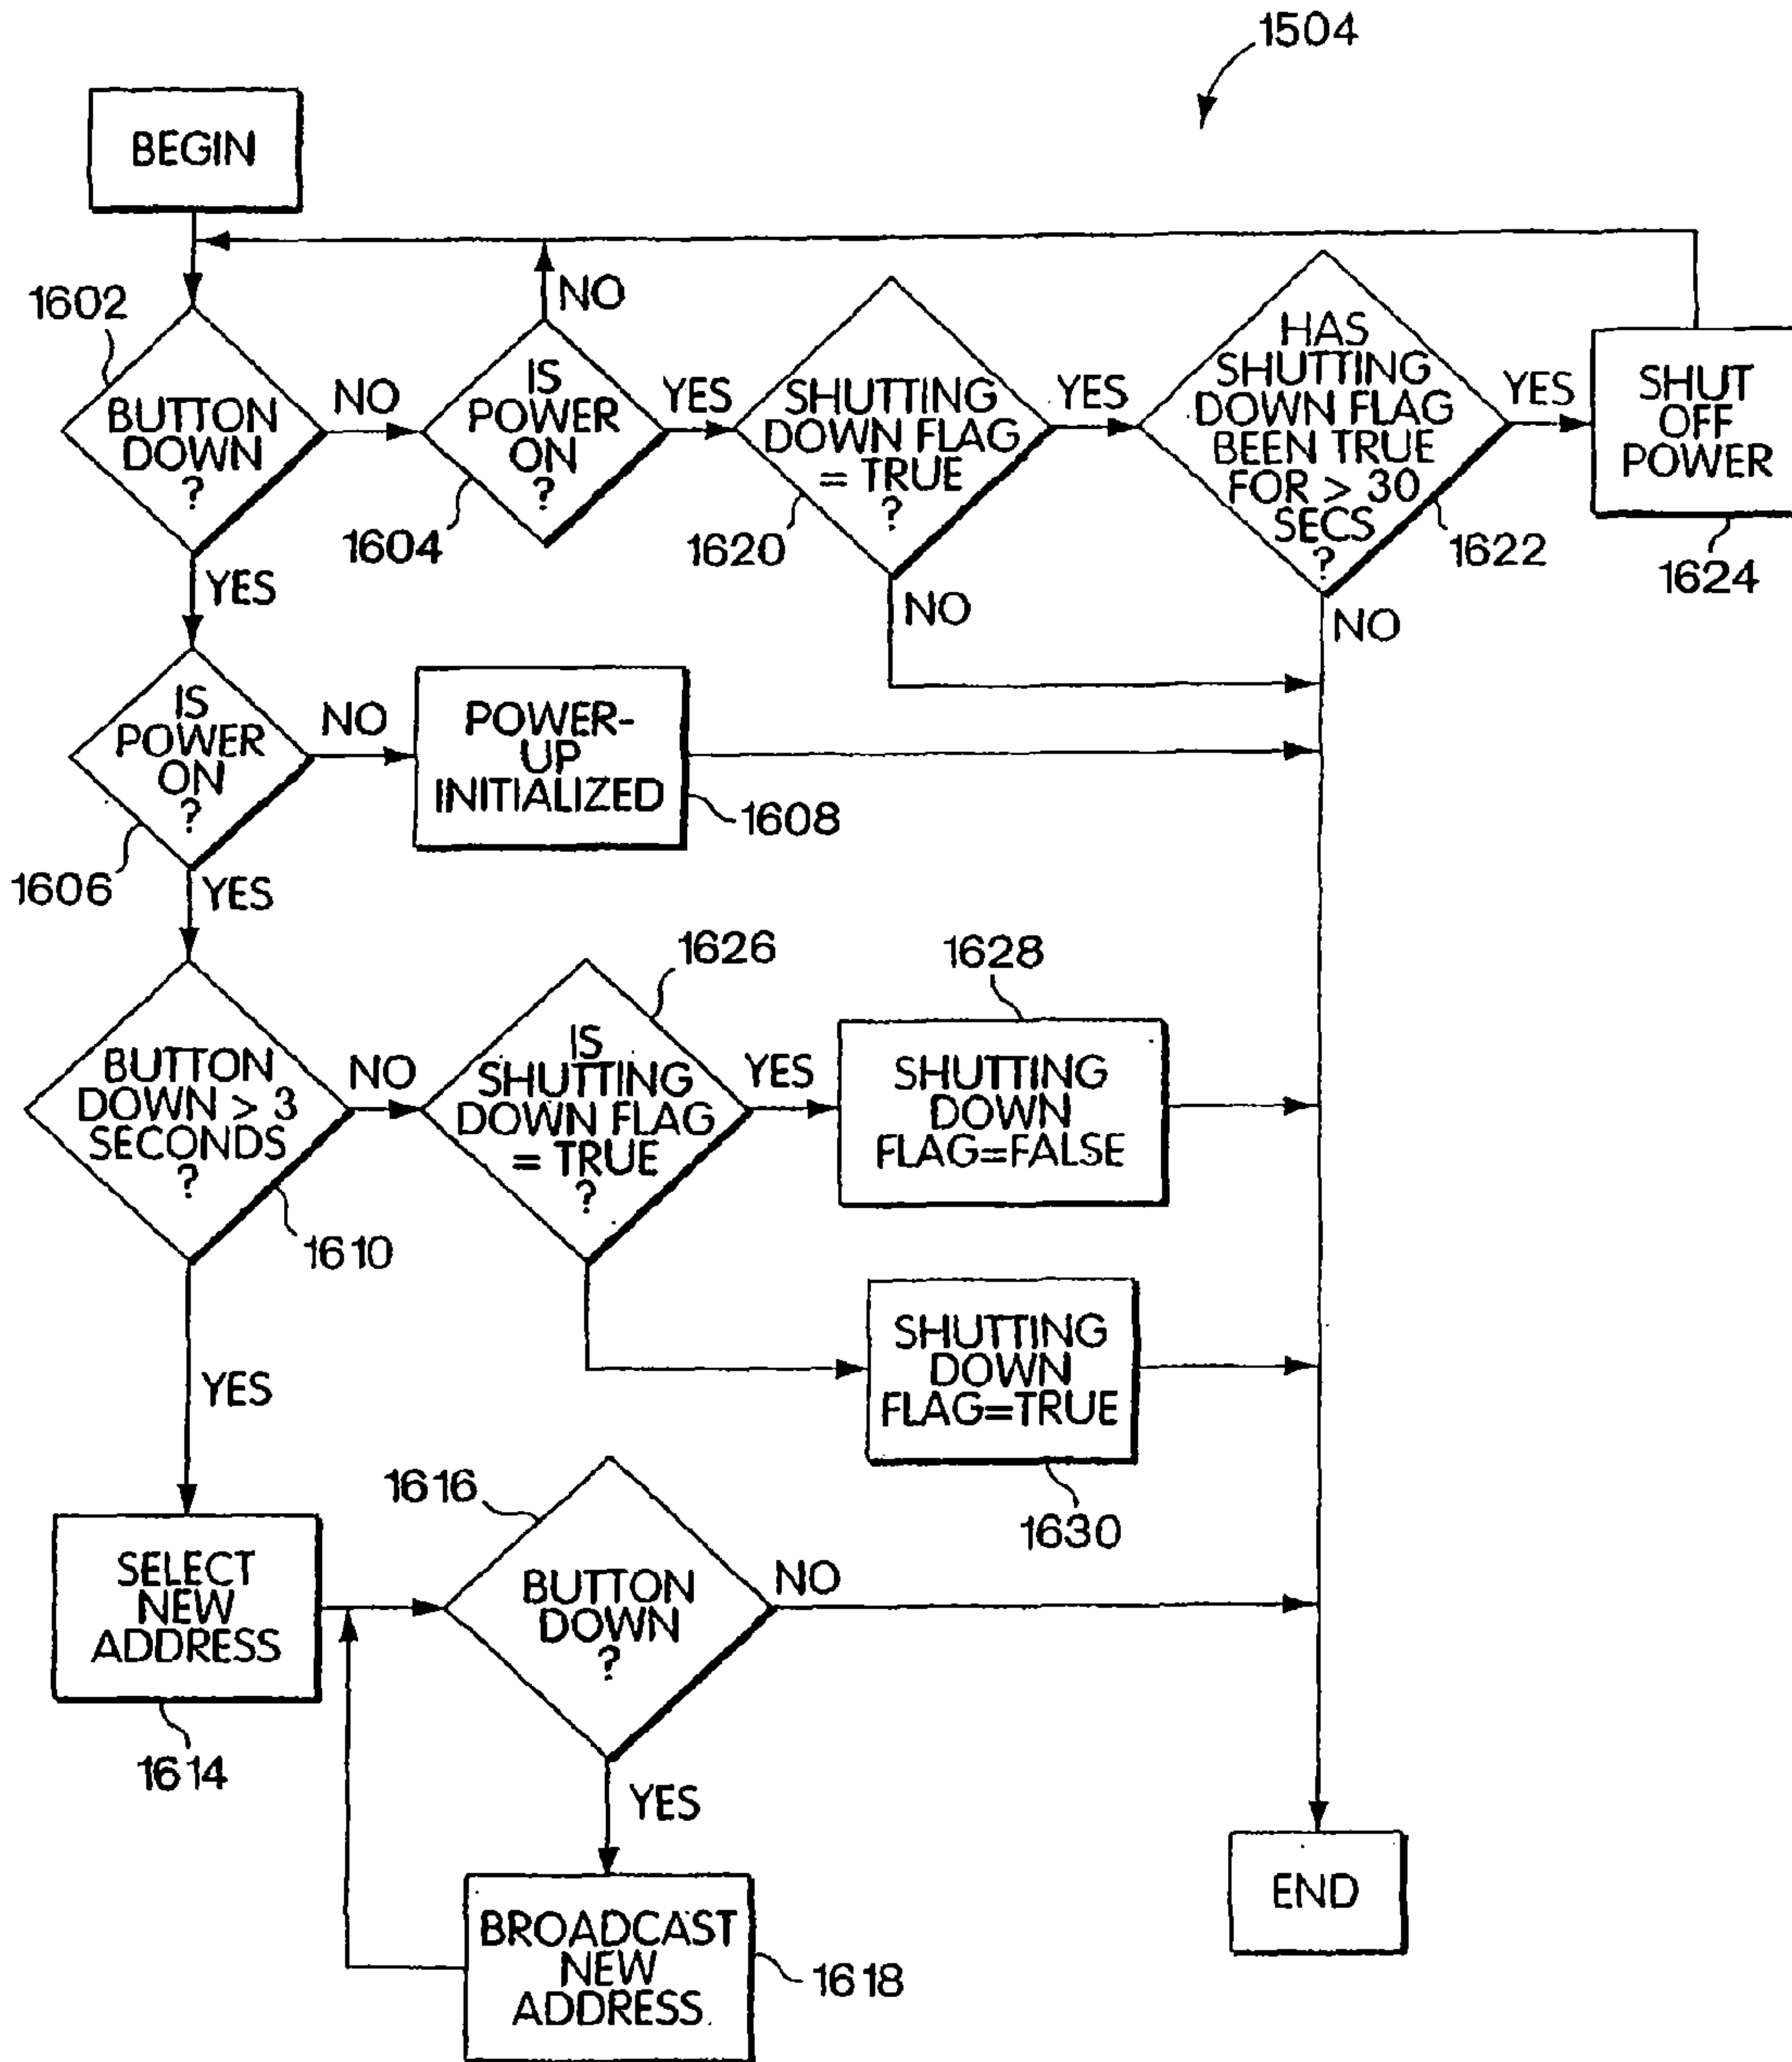 1504
BEGIN
1602
BUTTON
DOWN
?
NO
YES
IS
POWER
ON
?
1604
NO
YES
SHUTTING
DOWN FLAG
= TRUE
?
1620
YES
NO
HAS
SHUTTING
DOWN FLAG
BEEN TRUE
FOR > 30
SECS
?
1622
YES
NO
SHUT
OFF
POWER
1624
IS
POWER
ON
?
1606
NO
YES
POWER-
UP
INITIALIZED
1608
BUTTON
DOWN > 3
SECONDS
?
1610
NO
YES
1626
IS
SHUTTING
DOWN FLAG
= TRUE
?
YES
1628
SHUTTING
DOWN
FLAG=FALSE
SHUTTING
DOWN
FLAG=TRUE
1630
SELECT
NEW
ADDRESS
1614
1616
BUTTON
DOWN
?
NO
YES
BROADCAST
NEW
ADDRESS.
1618
END